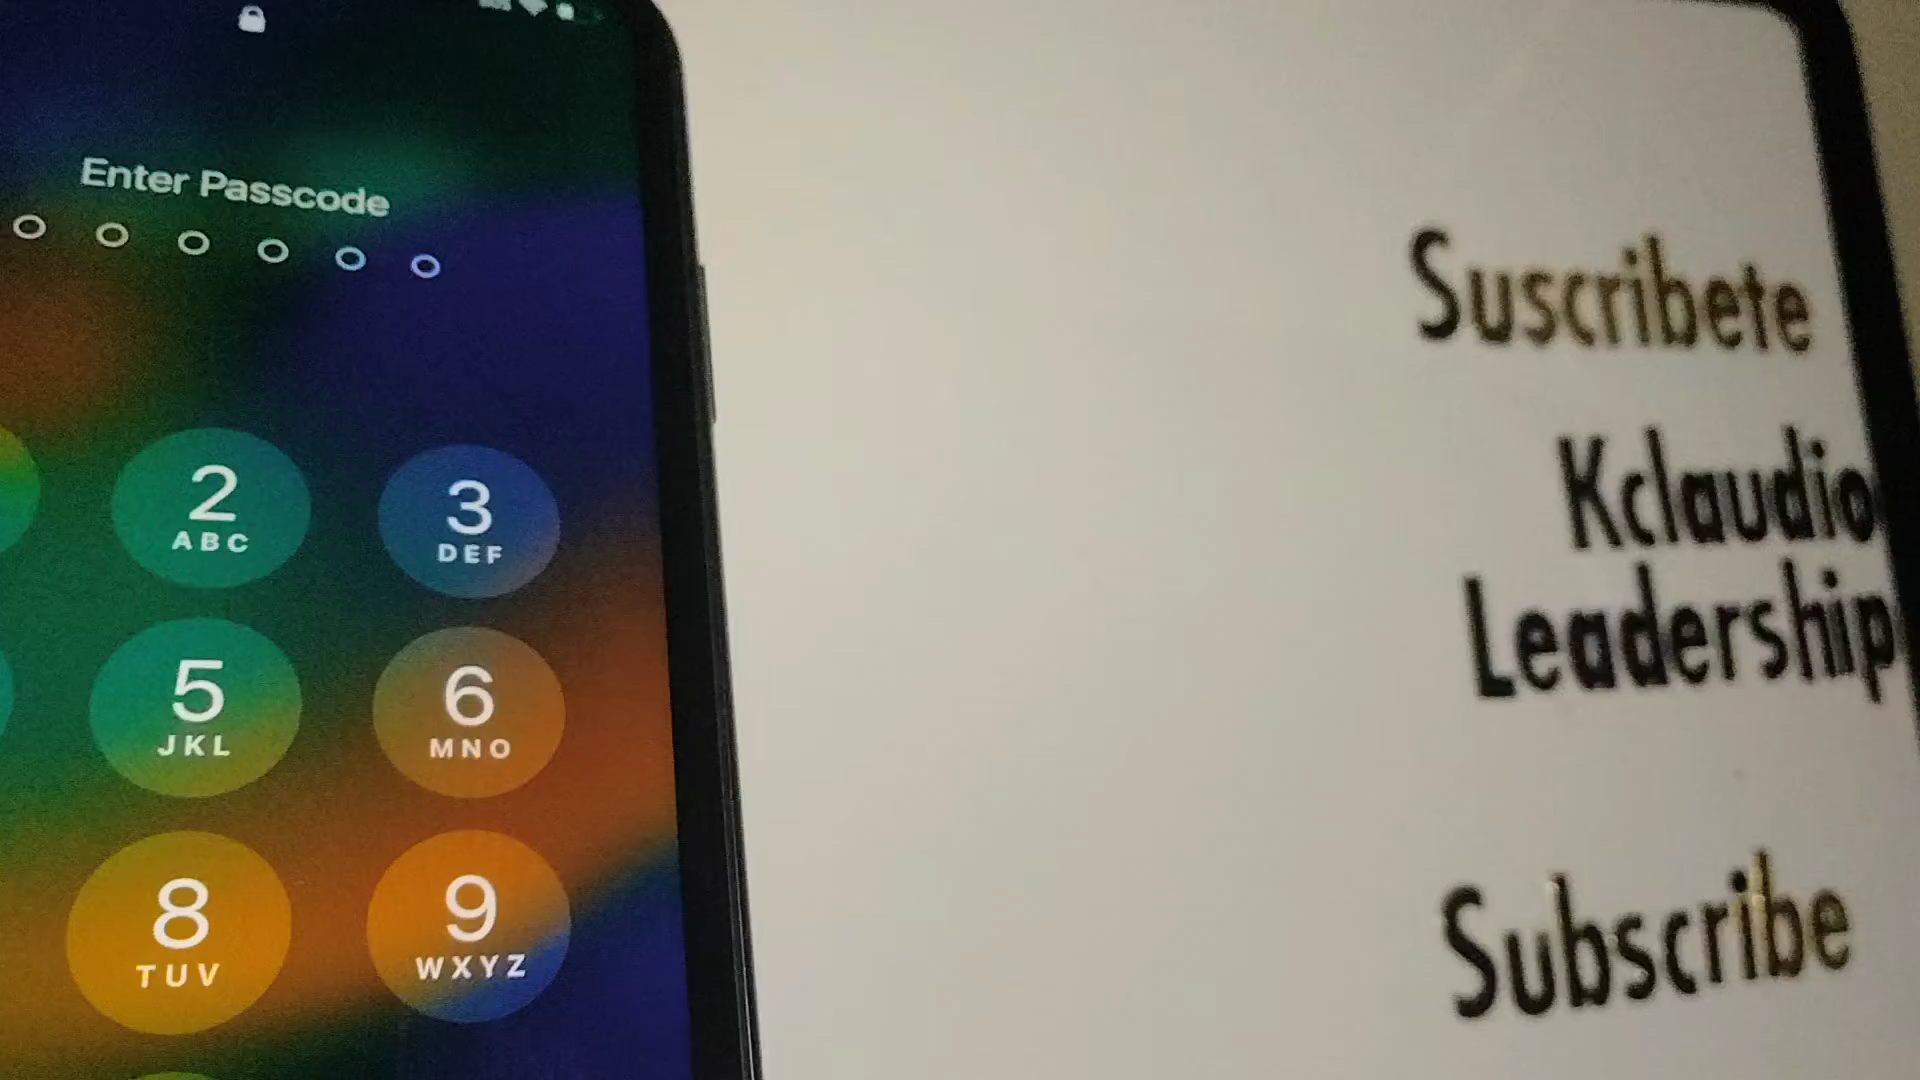 Enter Passcode
2
ABC
3
DEF
5
JKL
6
MNO
8
TUV
9
WXYZ
Suscribete
Kclaudio
Leadership
Subscribe